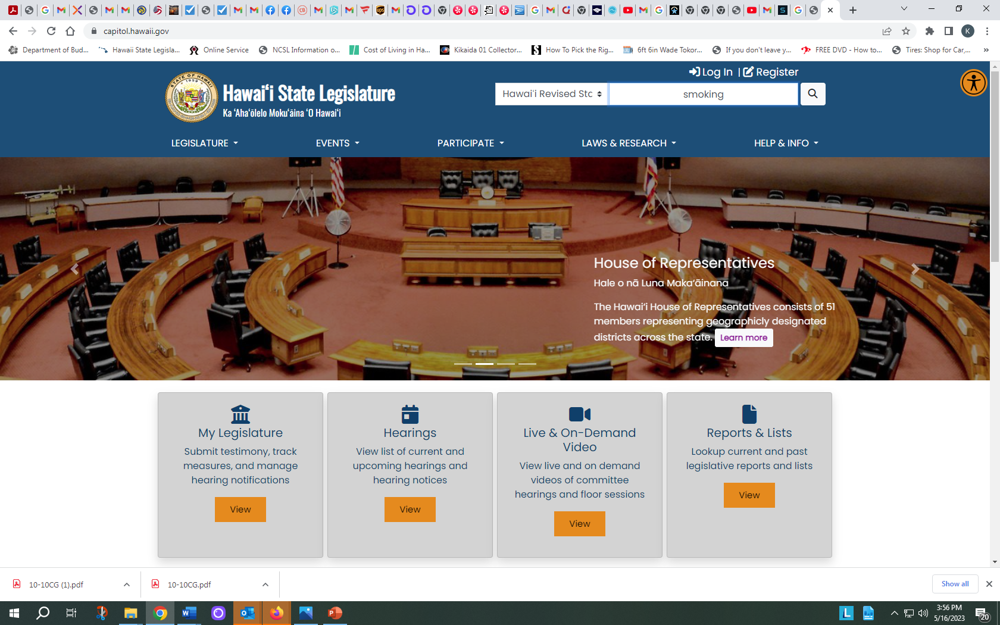 capitol.hawaii.gov
K
Department of Bud...
Hawaii State Legisla...
Online Service
NCSL Information o...
Cost of Living in Ha...
Kikaida 01 Collector...
How To Pick the Rig...
6ft 6in Wade Tokor...
If you don't leave y...
FREE DVD - How to...
Tires: Shop for Car,...
»
Log In | Register
STATE OF HAWAII
1959
Hawaiʻi State Legislature
Ka ʻAhaʻōlelo Mokuʻāina ʻO Hawaiʻi
Hawaiʻi Revised Sta
smoking
LEGISLATURE
EVENTS
PARTICIPATE
LAWS & RESEARCH
HELP & INFO
House of Representatives
Hale o nā Luna Makaʻāinana
The Hawaiʻi House of Representatives consists of 51
members representing geographicly designated
districts across the state. Learn more
My Legislature
Submit testimony, track
measures, and manage
hearing notifications
View
Hearings
View list of current and
upcoming hearings and
hearing notices
View
Live & On-Demand
Video
View live and on demand
videos of committee
hearings and floor sessions
View
Reports & Lists
Lookup current and past
legislative reports and lists
View
10-10CG (1).pdf
10-10CG.pdf
Show all
3:56 PM
5/16/2023
20